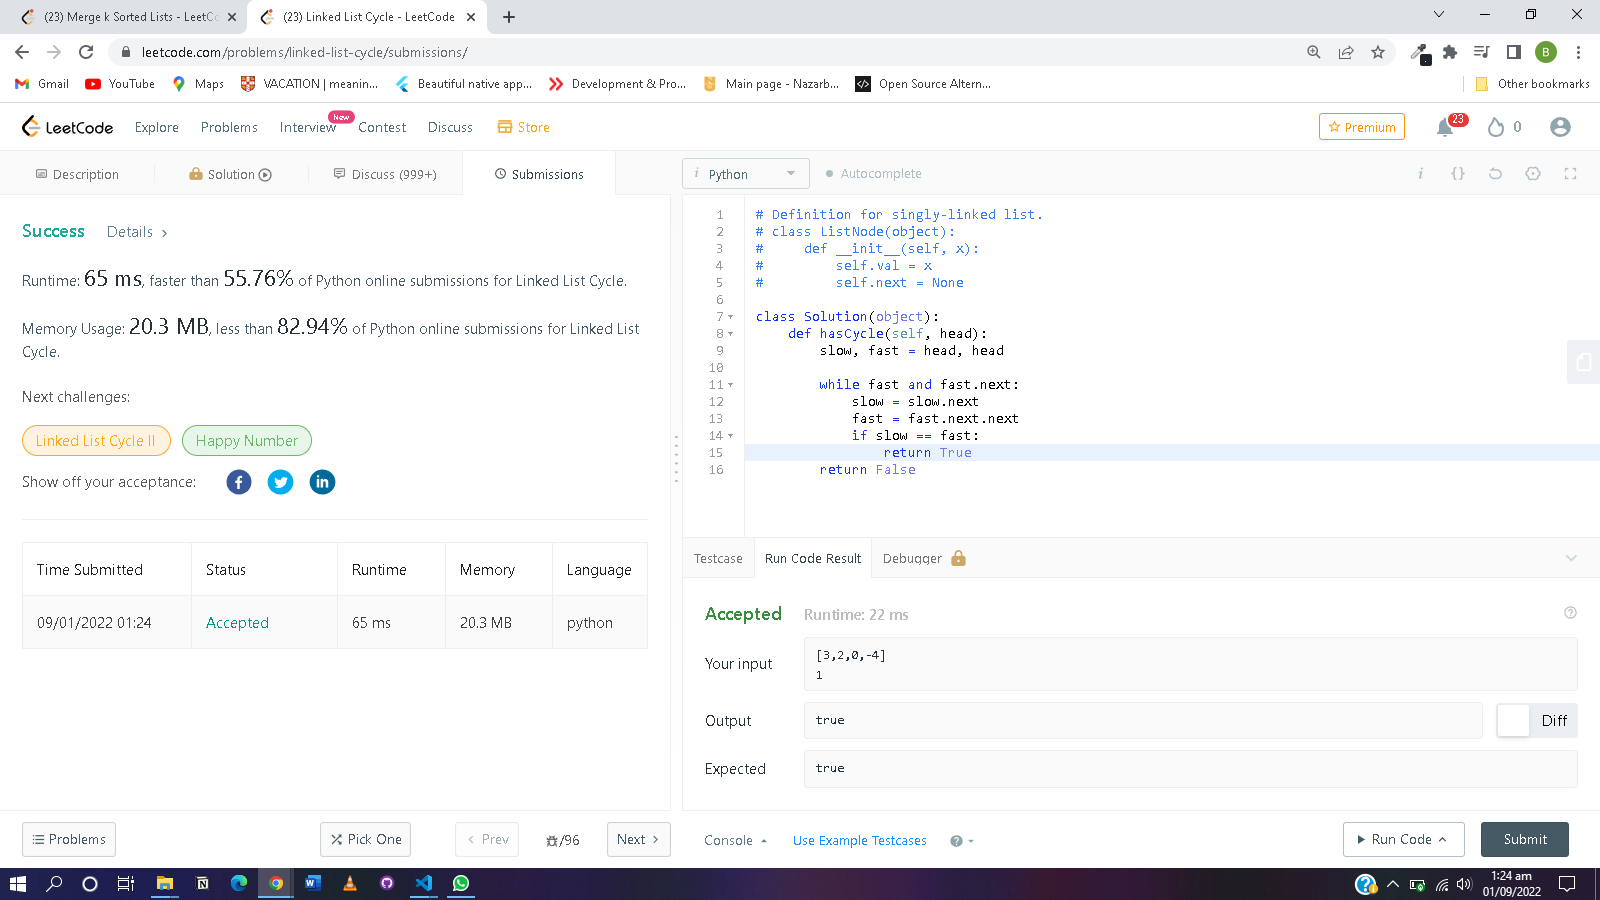 (23) Merge k Sorted Lists - LeetCo
(23) Linked List Cycle - LeetCode
leetcode.com/problems/linked-list-cycle/submissions/
B
Gmail
YouTube
Maps
VACATION | meanin...
Beautiful native app...
Development & Pro...
Main page - Nazarb...
Open Source Altern...
Other bookmarks
LeetCode
Explore
Problems
Interview
New
Contest
Discuss
Store
Premium
23
0
Description
Solution
Discuss (999+)
Submissions
Python
Autocomplete
Success
Details >
Runtime: 65 ms, faster than 55.76% of Python online submissions for Linked List Cycle.
Memory Usage: 20.3 MB, less than 82.94% of Python online submissions for Linked List
Cycle.
Next challenges:
Linked List Cycle II
Happy Number
Show off your acceptance:
Time Submitted Status Runtime Memory Language
09/01/2022 01:24 Accepted 65 ms 20.3 MB python
1 # Definition for singly-linked list.
2 # class ListNode(object):
3 #     def __init__(self, x):
4 #         self.val = x
5 #         self.next = None
6
7 class Solution(object):
8     def hasCycle(self, head):
9         slow, fast = head, head
10
11         while fast and fast.next:
12             slow = slow.next
13             fast = fast.next.next
14             if slow == fast:
15                 return True
16         return False
Testcase
Run Code Result
Debugger
Accepted
Runtime: 22 ms
Your input
[3,2,0,-4]
1
Output
true
Diff
Expected
true
Problems
Pick One
< Prev
/96
Next >
Console
Use Example Testcases
Run Code
Submit
1:24 am
01/09/2022